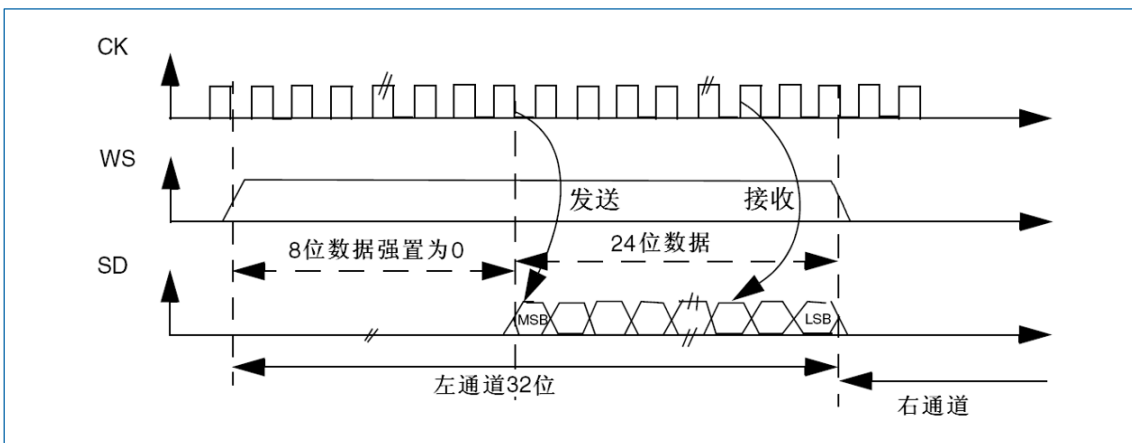 CK
WS
发送
接收
8位数据强置为0
24位数据
SD
MSB
LSB
左通道32位
右通道